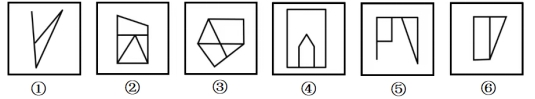 ① ② ③ ④ ⑤ ⑥